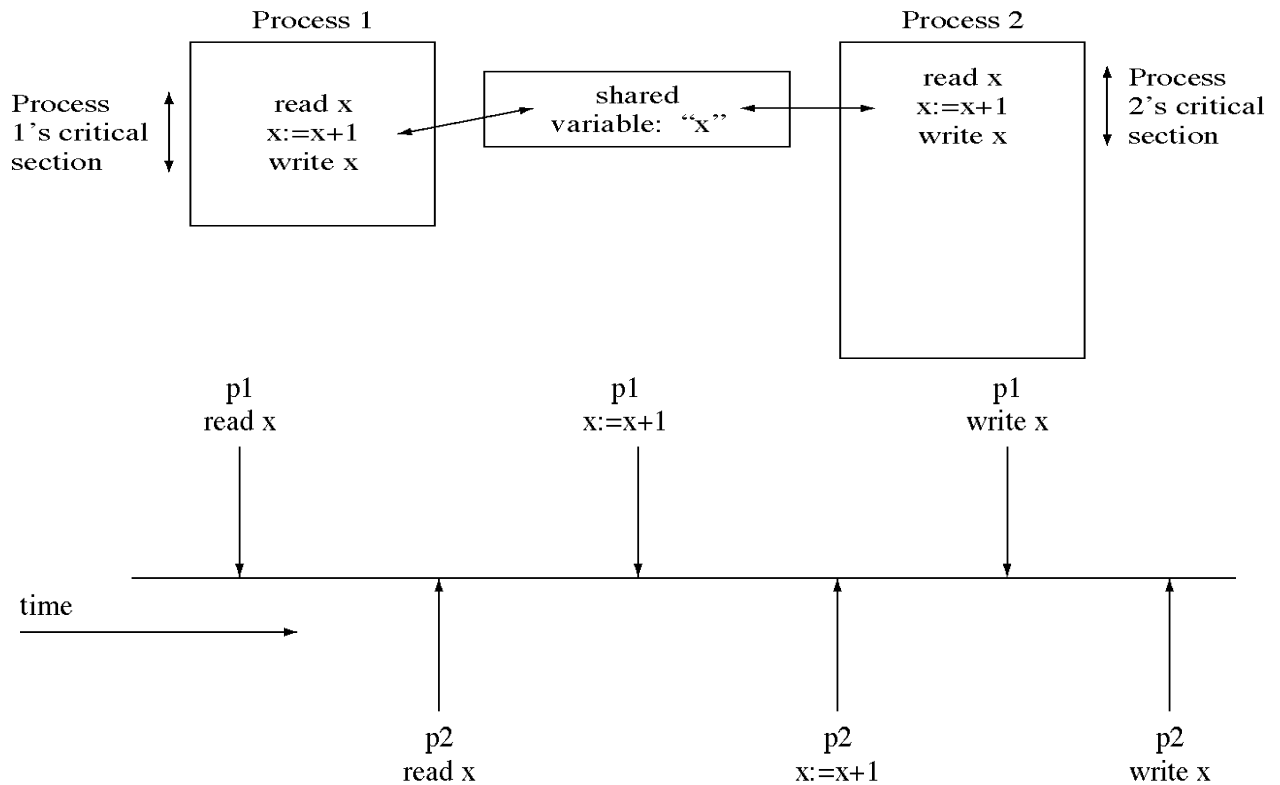 Process 1
Process 2
Process
1's critical
section
read x
x:=x+1
write x
shared
variable: “x”
read x
x:=x+1
write x
Process
2's critical
section
p1
read x
p1
x:=x+1
p1
write x
time
p2
read x
p2
x:=x+1
p2
write x